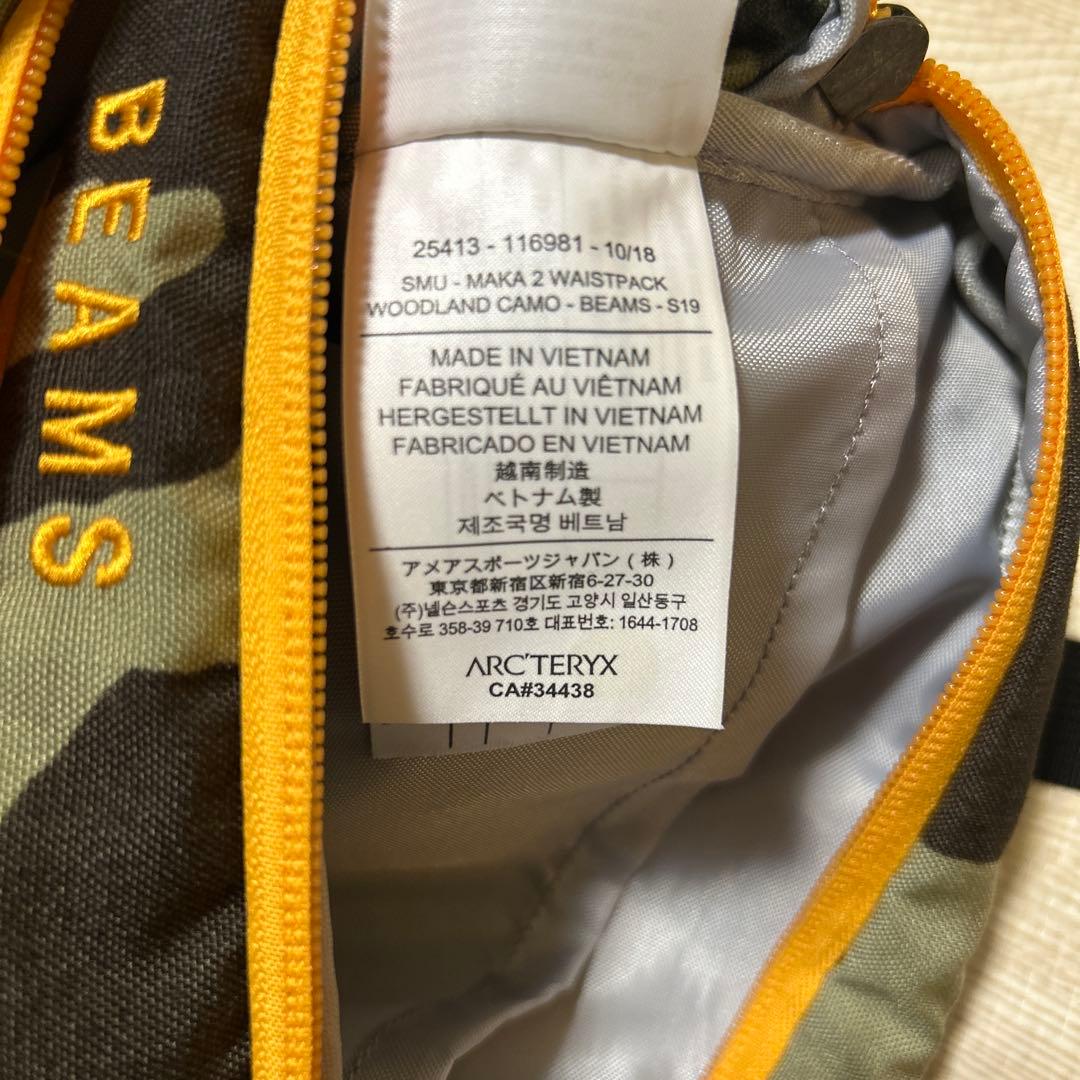 BEAMS
25413 - 116981 - 10/18
SMU - MAKA 2 WAISTPACK
WOODLAND CAMO - BEAMS - S19
MADE IN VIETNAM
FABRIQUÉ AU VIÊTNAM
HERGESTELLT IN VIETNAM
FABRICADO EN VIETNAM
越南制造
ベトナム製
제조국명 베트남
アメアスポーツジャパン ( 株 )
東京都新宿区新宿6-27-30
(주)넬슨스포츠 경기도 고양시 일산동구
호수로 358-39 710호 대표번호: 1644-1708
ARC'TERYX
CA#34438